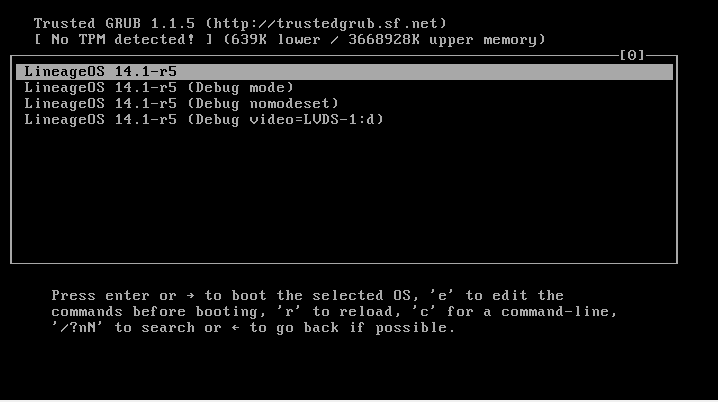 Trusted GRUB 1.1.5 (http://trustedgrub.sf.net)
[ No TPM detected! ] (639K lower / 3668928K upper memory)
[0]
LineageOS 14.1-r5
LineageOS 14.1-r5 (Debug mode)
LineageOS 14.1-r5 (Debug nomodeset)
LineageOS 14.1-r5 (Debug video=LVDS-1:d)
Press enter or → to boot the selected OS, 'e' to edit the
commands before booting, 'r' to reload, 'c' for a command-line,
'/?nN' to search or ← to go back if possible.